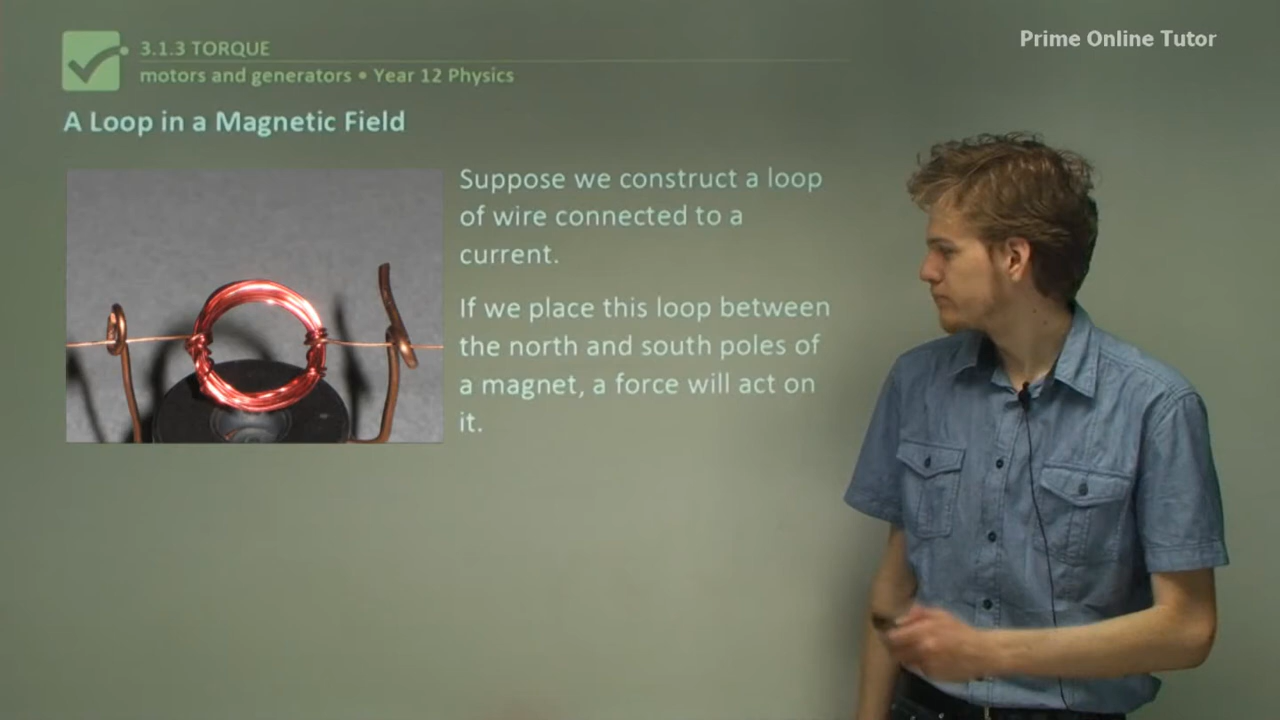 3.1.3 TORQUE
motors and generators • Year 12 Physics
Prime Online Tutor
A Loop in a Magnetic Field
Suppose we construct a loop
of wire connected to a
current.
If we place this loop between
the north and south poles of
a magnet, a force will act on
it.